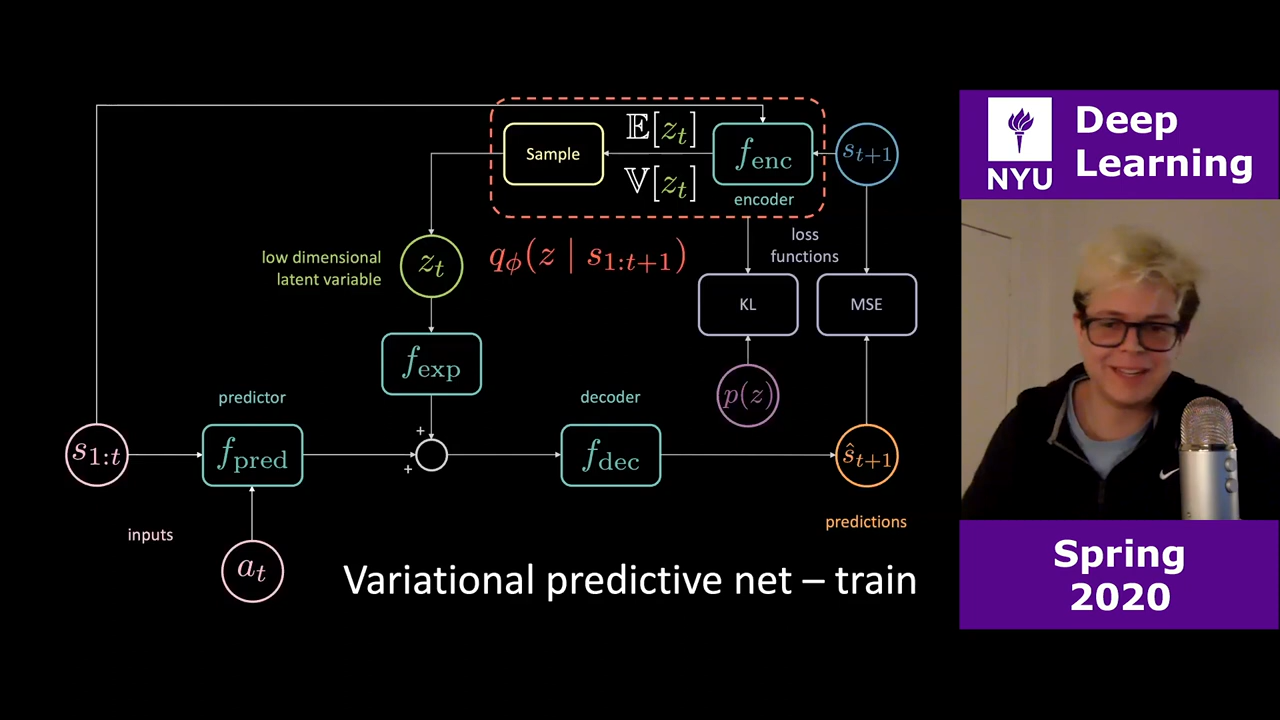 𝔼[z_t]
Sample
f_enc
s_{t+1}
𝕍[z_t]
encoder
low dimensional
latent variable
z_t
q_ϕ(z | s_{1:t+1})
loss
functions
KL
MSE
f_exp
p(z)
predictor
decoder
+
+
s_{1:t}
f_pred
f_dec
ŝ_{t+1}
inputs
predictions
a_t
Variational predictive net – train
NYU
Deep
Learning
Spring
2020